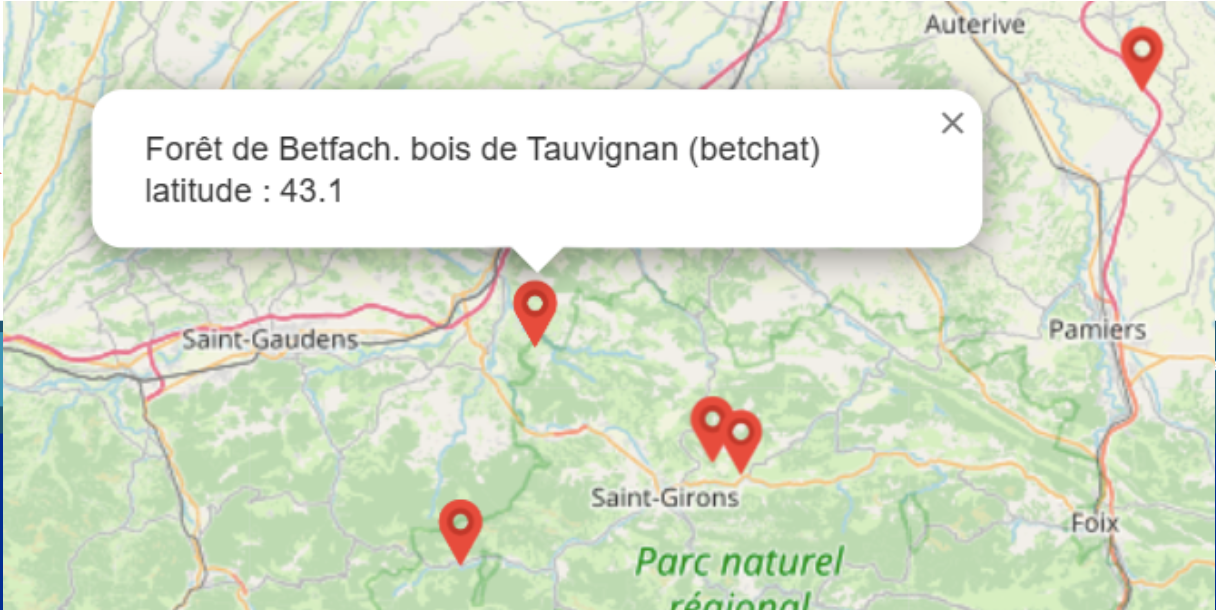 Auterive
×
Forêt de Betfach. bois de Tauvignan (betchat)
latitude : 43.1
Saint-Gaudens
Pamiers
Saint-Girons
Foix
Parc naturel
régional